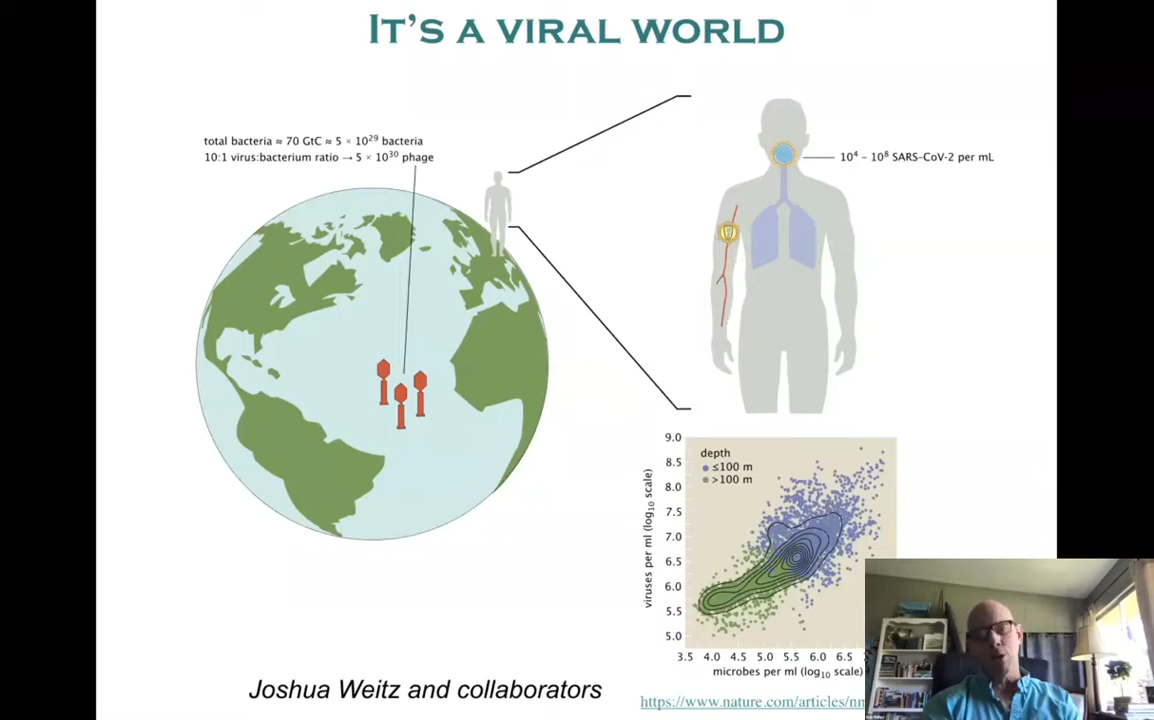 IT'S A VIRAL WORLD
total bacteria ≈ 70 GtC ≈ 5 × 10²⁹ bacteria
10:1 virus:bacterium ratio → 5 × 10³⁰ phage
10⁴ – 10⁸ SARS-CoV-2 per mL
9.0
8.5
8.0
7.5
7.0
6.5
6.0
5.5
5.0
viruses per ml (log₁₀ scale)
depth
≤100 m
>100 m
3.5 4.0 4.5 5.0 5.5 6.0 6.5
microbes per ml (log₁₀ scale)
Joshua Weitz and collaborators
https://www.nature.com/articles/